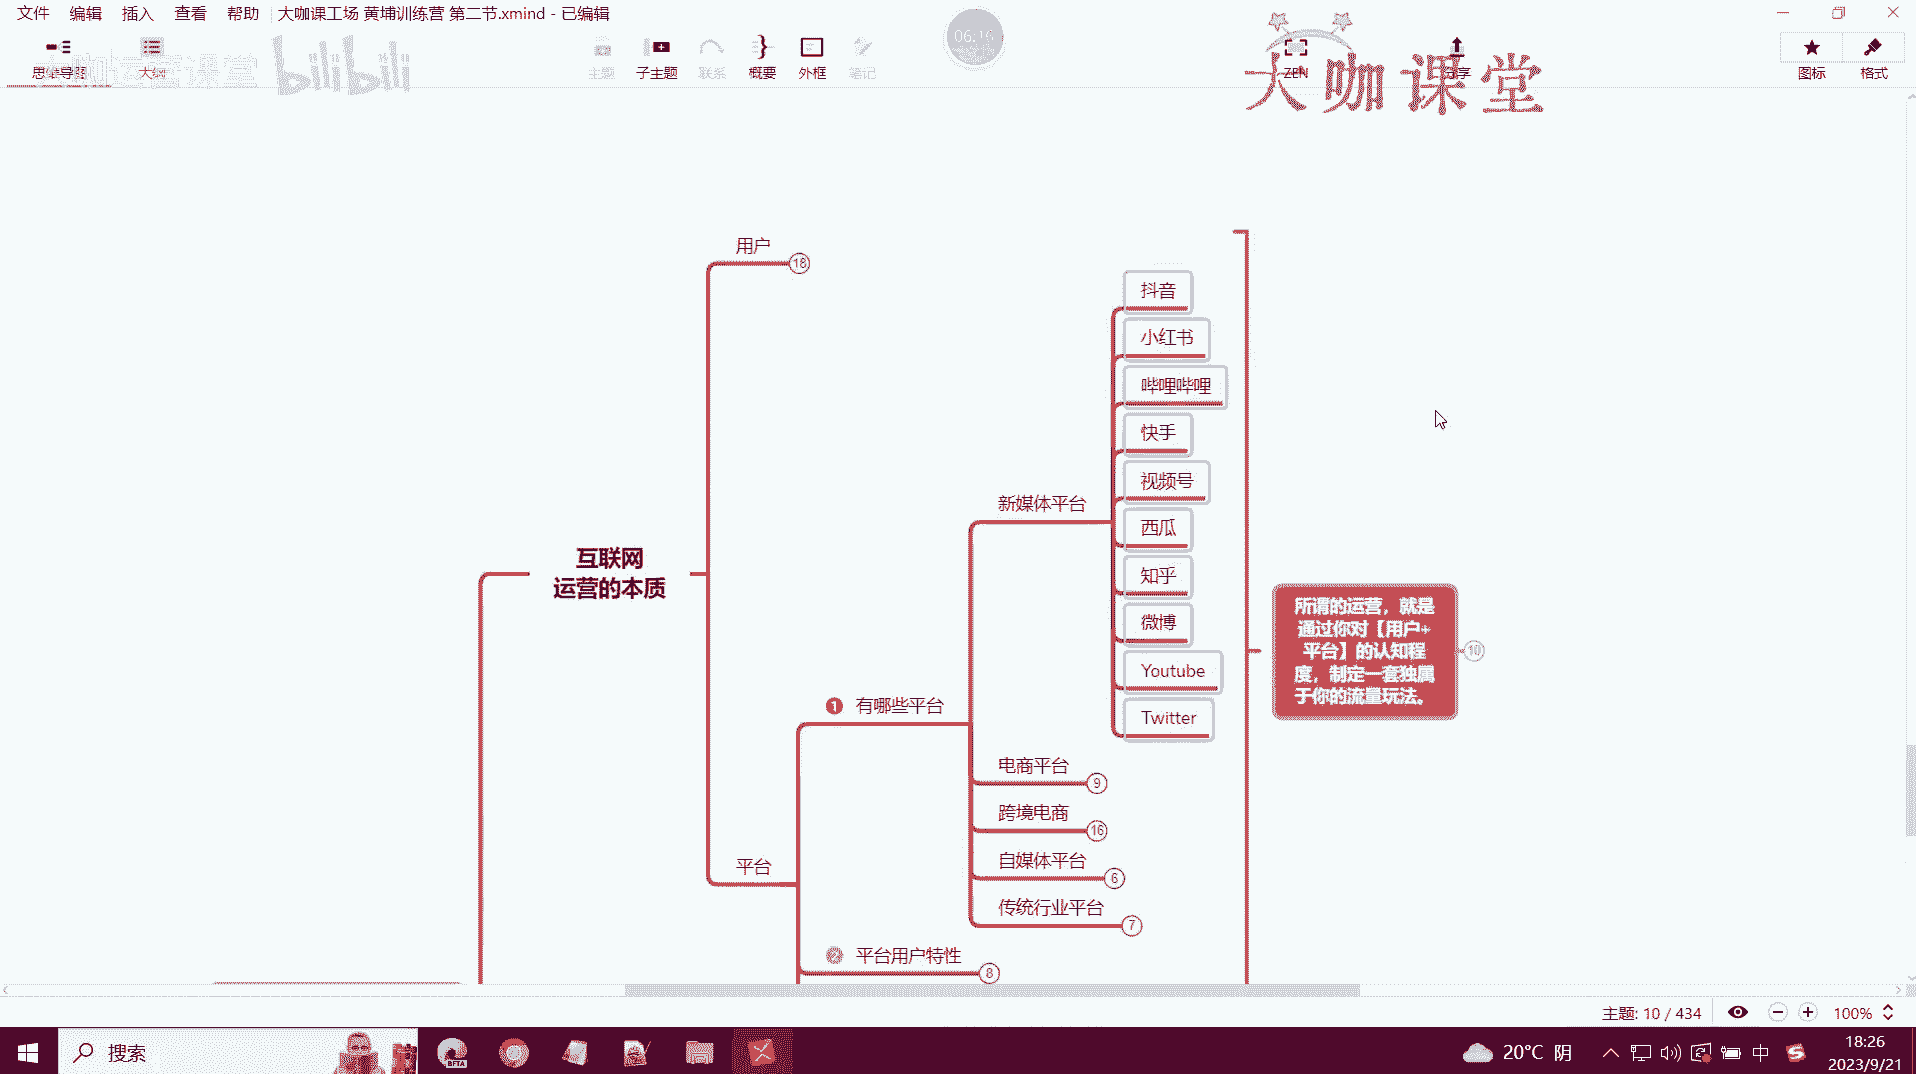 文件 编辑 插入 查看 帮助 大咖课工场 黄埔训练营 第二节.xmind - 已编辑
思维导图 大纲 主题 子主题 联系 概要 外框 笔记 ZEN 分享 图标 格式
bilibili
06:16
大咖课堂
用户 18
抖音
小红书
哔哩哔哩
快手
视频号
新媒体平台
西瓜
互联网
运营的本质
知乎
所谓的运营，就是
通过你对【用户+
平台】的认知程
度，制定一套独属
于你的流量玩法。
10
微博
Youtube
1 有哪些平台
Twitter
电商平台 9
跨境电商 16
平台
自媒体平台 6
传统行业平台 7
2 平台用户特性 8
主题: 10 / 434 100%
搜索
BETA
20°C 阴
中
18:26
2023/9/21